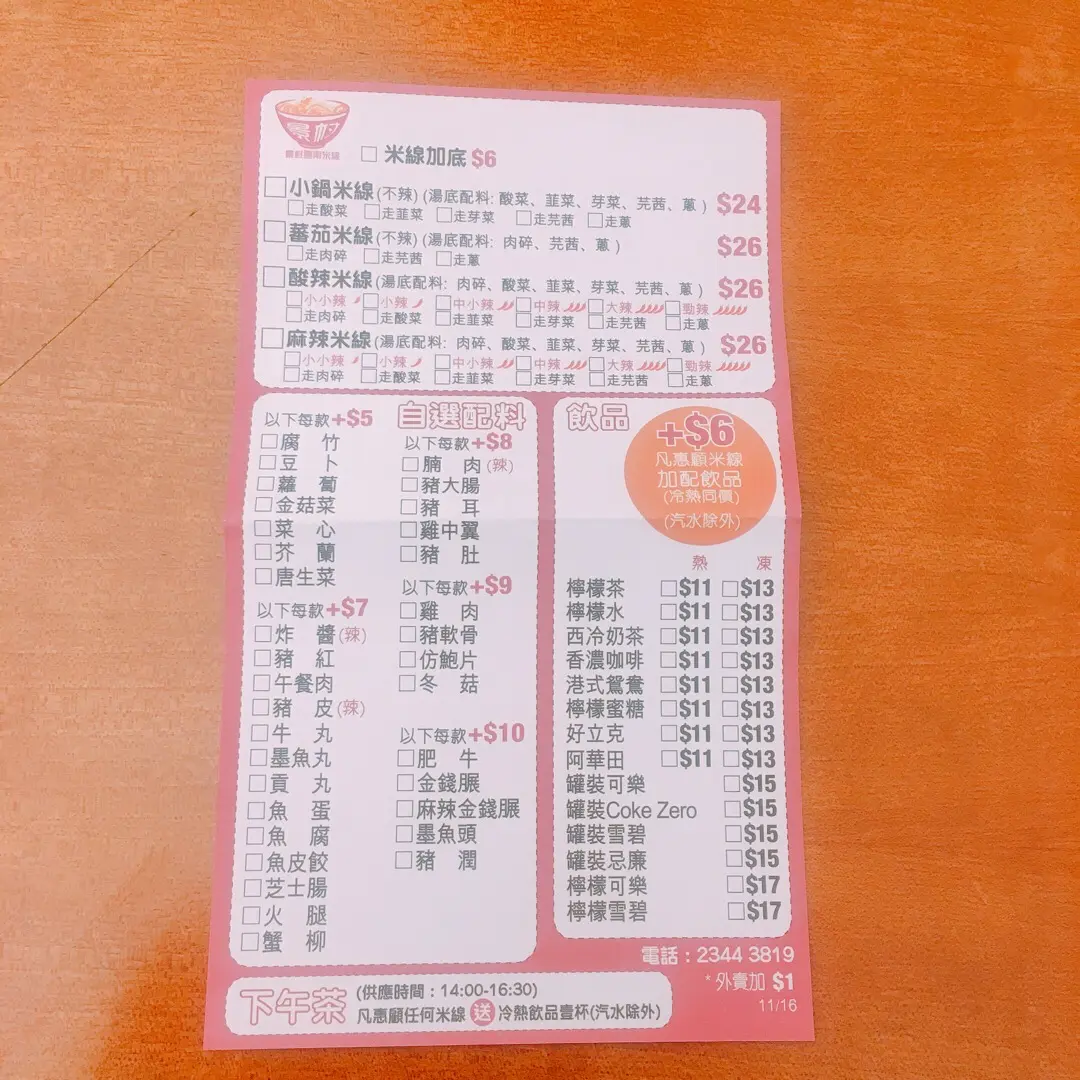 景村
□ 米線加底 $6
□小鍋米線(不辣) (湯底配料: 酸菜、韮菜、芽菜、芫茜、蔥 ) $24
□走酸菜 □走韮菜 □走芽菜 □走芫茜 □走蔥
□蕃茄米線(不辣) (湯底配料: 肉碎、芫茜、蔥 ) $26
□走肉碎 □走芫茜 □走蔥
□酸辣米線(湯底配料: 肉碎、酸菜、韮菜、芽菜、芫茜、蔥 ) $26
□小小辣 □小辣 □中小辣 □中辣 □大辣 □勁辣
□走肉碎 □走酸菜 □走韮菜 □走芽菜 □走芫茜 □走蔥
□麻辣米線(湯底配料: 肉碎、酸菜、韮菜、芽菜、芫茜、蔥 ) $26
□小小辣 □小辣 □中小辣 □中辣 □大辣 □勁辣
□走肉碎 □走酸菜 □走韮菜 □走芽菜 □走芫茜 □走蔥
自選配料
以下每款+$5
□腐 竹
□豆 卜
□蘿 蔔
□金菇菜
□菜 心
□芥 蘭
□唐生菜
以下每款+$7
□炸 醬(辣)
□豬 紅
□午餐肉
□豬 皮(辣)
□牛 丸
□墨魚丸
□貢 丸
□魚 蛋
□魚 腐
□魚皮餃
□芝士腸
□火 腿
□蟹 柳
以下每款+$8
□腩 肉(辣)
□豬大腸
□豬 耳
□雞中翼
□豬 肚
以下每款+$9
□雞 肉
□豬軟骨
□仿鮑片
□冬 菇
以下每款+$10
□肥 牛
□金錢脤
□麻辣金錢脤
□墨魚頭
□豬 潤
飲品
+$6
凡惠顧米線
加配飲品
(冷熱同價)
(汽水除外)
熱 凍
檸檬茶 □$11 □$13
檸檬水 □$11 □$13
西冷奶茶 □$11 □$13
香濃咖啡 □$11 □$13
港式鴛鴦 □$11 □$13
檸檬蜜糖 □$11 □$13
好立克 □$11 □$13
阿華田 □$11 □$13
罐裝可樂 □$15
罐裝Coke Zero □$15
罐裝雪碧 □$15
罐裝忌廉 □$15
檸檬可樂 □$17
檸檬雪碧 □$17
電話 : 2344 3819
*外賣加 $1
11/16
下午茶 (供應時間 : 14:00-16:30)
凡惠顧任何米線 送 冷熱飲品壹杯(汽水除外)